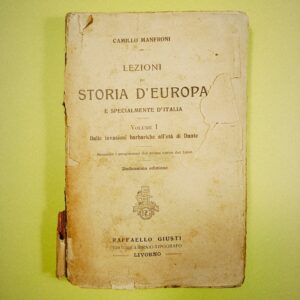 CAMILLO MANFRONI
LEZIONI
DI
STORIA D'EUROPA
E SPECIALMENTE D'ITALIA
VOLUME I
Dalle invasioni barbariche all'età di Dante
edizione
RAFFAELLO GIUSTI
LIVORNO